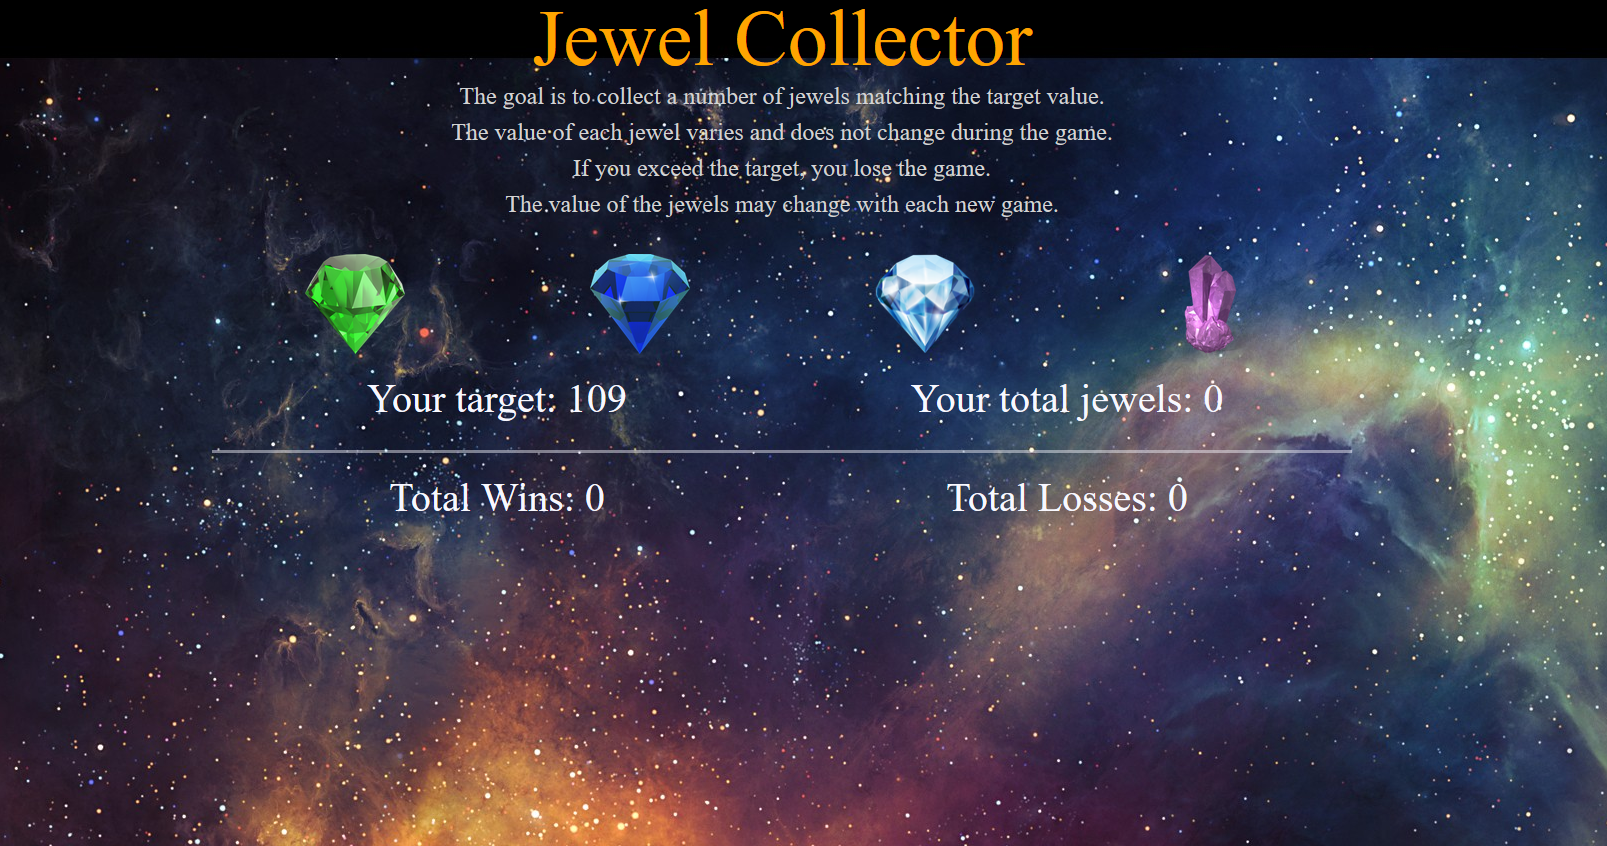 Jewel Collector
The goal is to collect a number of jewels matching the target value.
The value of each jewel varies and does not change during the game.
If you exceed the target, you lose the game.
The value of the jewels may change with each new game.
Your target: 109
Your total jewels: 0
Total Wins: 0
Total Losses: 0